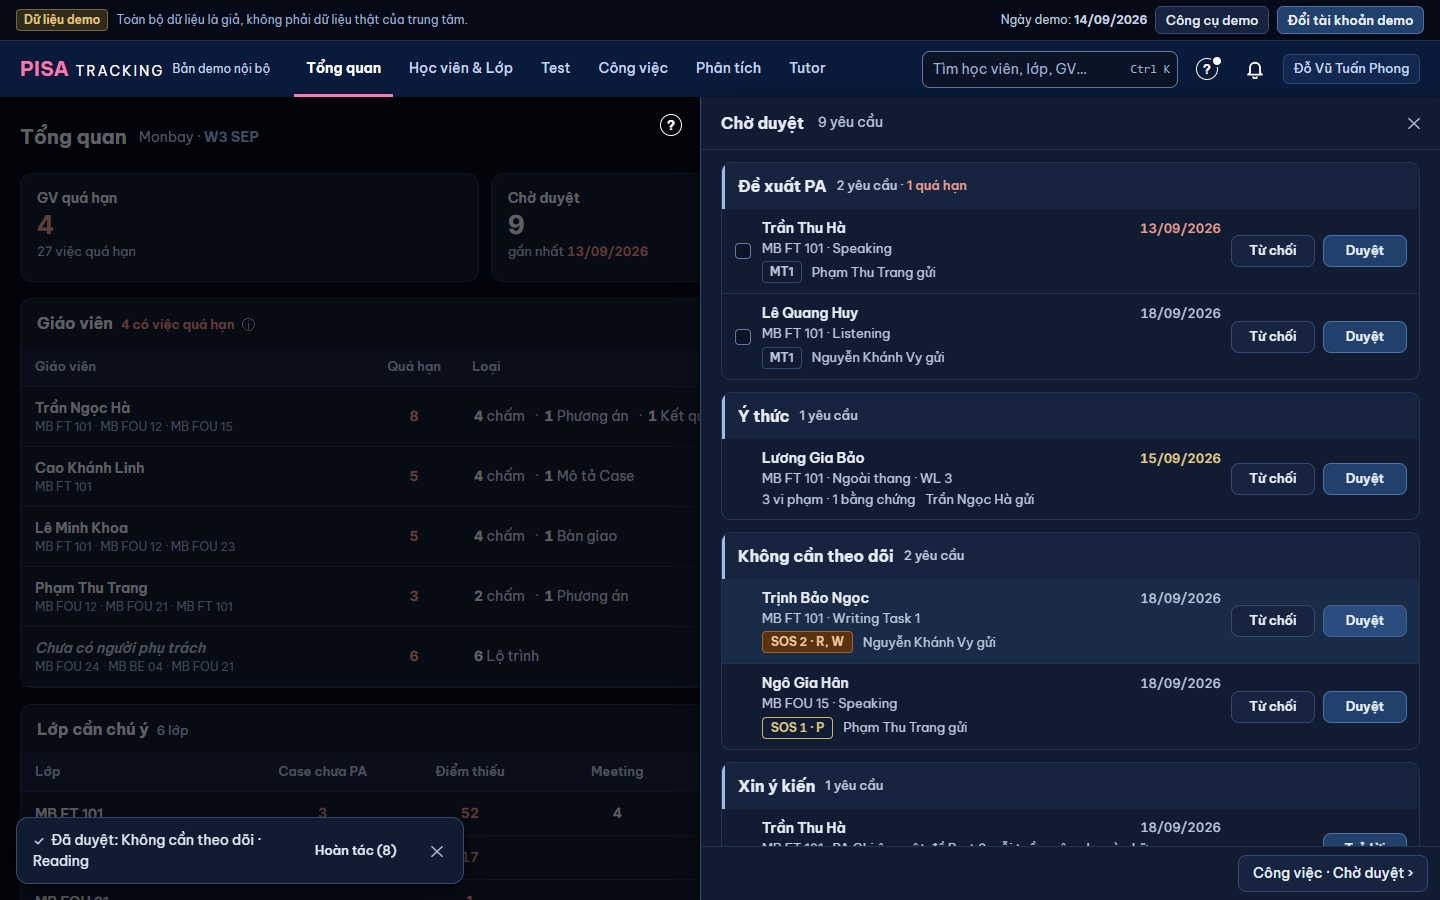 Dữ liệu demo Toàn bộ dữ liệu là giả, không phải dữ liệu thật của trung tâm. Ngày demo: 14/09/2026 Công cụ demo Đổi tài khoản demo
PISA TRACKING Bản demo nội bộ Tổng quan Học viên & Lớp Test Công việc Phân tích Tutor Tìm học viên, lớp, GV... Ctrl K ? Đỗ Vũ Tuấn Phong
Tổng quan Monbay · W3 SEP ?
GV quá hạn
4
27 việc quá hạn
Chờ duyệt
9
gần nhất 13/09/2026
Giáo viên 4 có việc quá hạn
Giáo viên Quá hạn Loại
Trần Ngọc Hà
MB FT 101 · MB FOU 12 · MB FOU 15
8 4 chấm · 1 Phương án · 1 Kết
Cao Khánh Linh
MB FT 101
5 4 chấm · 1 Mô tả Case
Lê Minh Khoa
MB FT 101 · MB FOU 12 · MB FOU 23
5 4 chấm · 1 Bàn giao
Phạm Thu Trang
MB FOU 12 · MB FOU 21 · MB FT 101
3 2 chấm · 1 Phương án
Chưa có người phụ trách
MB FOU 24 · MB BE 04 · MB FOU 21
6 6 Lộ trình
Lớp cần chú ý 6 lớp
Lớp Case chưa PA Điểm thiếu Meeting
MB FT 101 3 52 4
17
✓ Đã duyệt: Không cần theo dõi ·
Reading
Hoàn tác (8)
Chờ duyệt 9 yêu cầu
Đề xuất PA 2 yêu cầu · 1 quá hạn
Trần Thu Hà 13/09/2026
MB FT 101 · Speaking
MT1 Phạm Thu Trang gửi
Từ chối Duyệt
Lê Quang Huy 18/09/2026
MB FT 101 · Listening
MT1 Nguyễn Khánh Vy gửi
Từ chối Duyệt
Ý thức 1 yêu cầu
Lương Gia Bảo 15/09/2026
MB FT 101 · Ngoài thang · WL 3
3 vi phạm · 1 bằng chứng Trần Ngọc Hà gửi
Từ chối Duyệt
Không cần theo dõi 2 yêu cầu
Trịnh Bảo Ngọc 18/09/2026
MB FT 101 · Writing Task 1
SOS 2 · R, W Nguyễn Khánh Vy gửi
Từ chối Duyệt
Ngô Gia Hân 18/09/2026
MB FOU 15 · Speaking
SOS 1 · P Phạm Thu Trang gửi
Từ chối Duyệt
Xin ý kiến 1 yêu cầu
Trần Thu Hà 18/09/2026
Công việc · Chờ duyệt ›